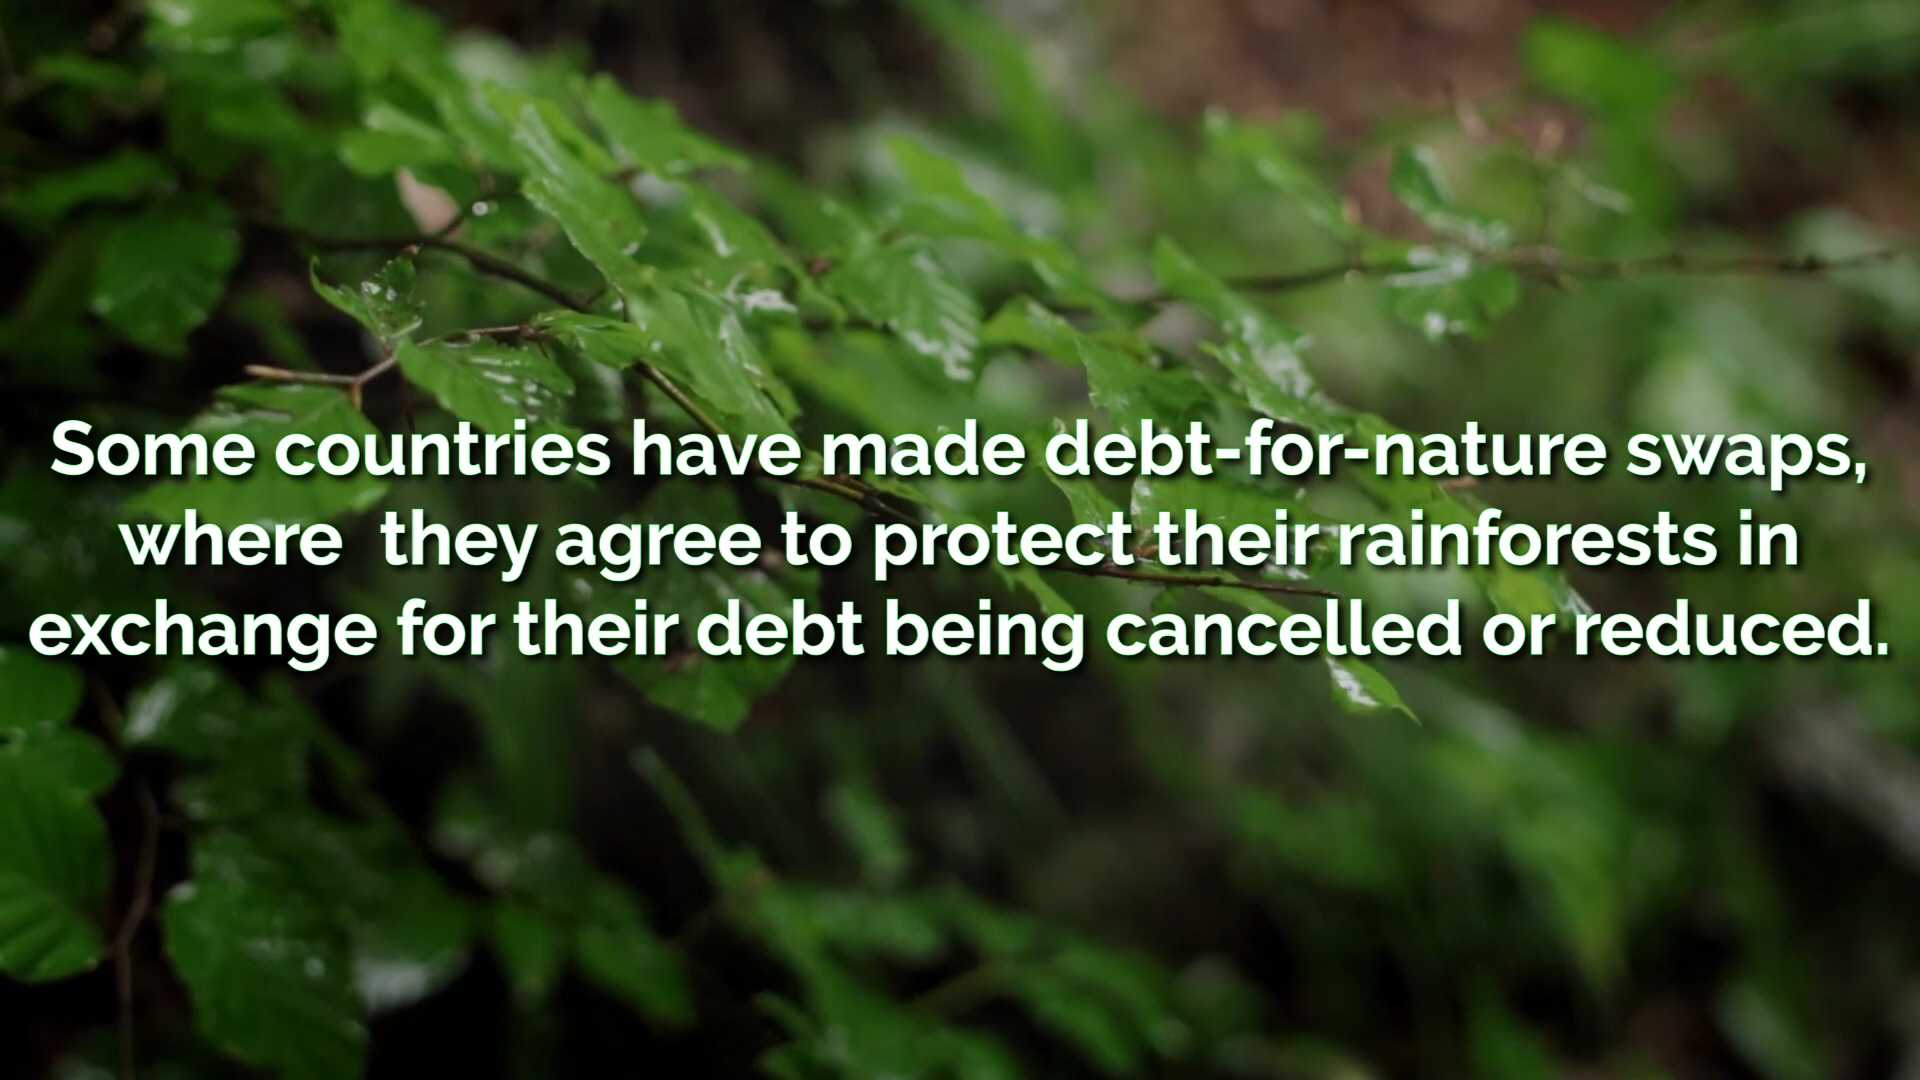 Some countries have made debt-for-nature swaps,
where  they agree to protect their rainforests in
exchange for their debt being cancelled or reduced.